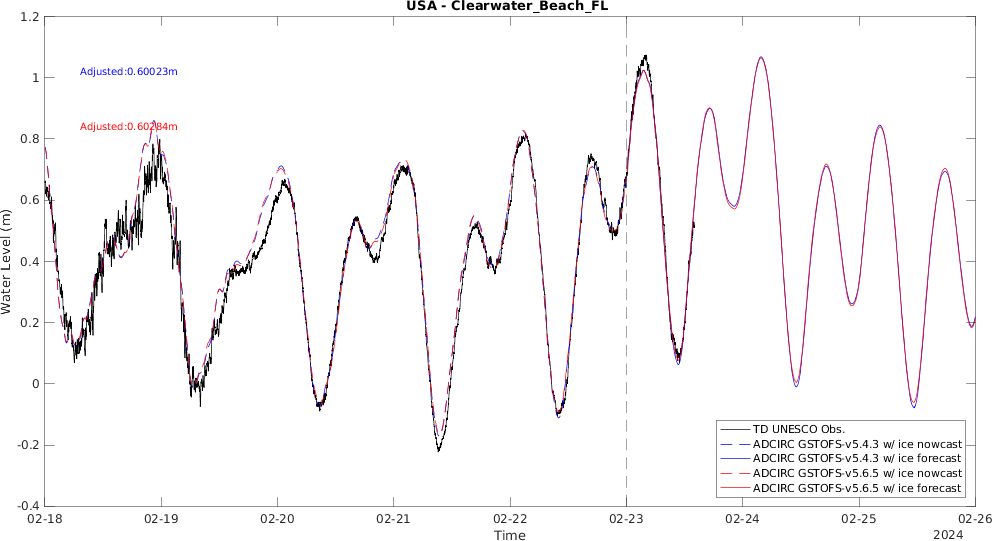 USA - Clearwater_Beach_FL
1.2
1
0.8
0.6
0.4
0.2
0
-0.2
-0.4
Water Level (m)
Adjusted:0.60023m
Adjusted:0.60284m
TD UNESCO Obs.
ADCIRC GSTOFS-v5.4.3 w/ ice nowcast
ADCIRC GSTOFS-v5.4.3 w/ ice forecast
ADCIRC GSTOFS-v5.6.5 w/ ice nowcast
ADCIRC GSTOFS-v5.6.5 w/ ice forecast
02-18 02-19 02-20 02-21 02-22 02-23 02-24 02-25 02-26
Time
2024